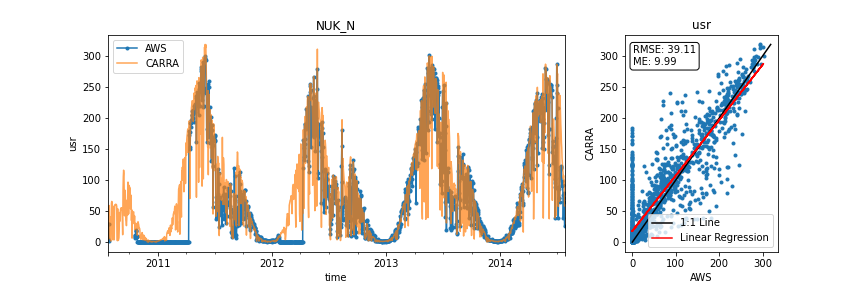 NUK_N
usr
AWS
CARRA
300
250
200
150
100
50
0
usr
2011
2012
2013
2014
time
RMSE: 39.11
ME: 9.99
300
250
200
150
100
50
0
CARRA
1:1 Line
Linear Regression
0
100
200
300
AWS